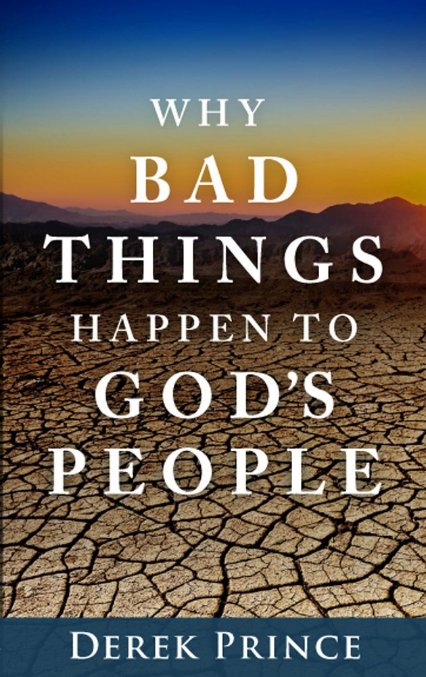 WHY
BAD
THINGS
HAPPEN TO
GOD'S
PEOPLE
DEREK PRINCE